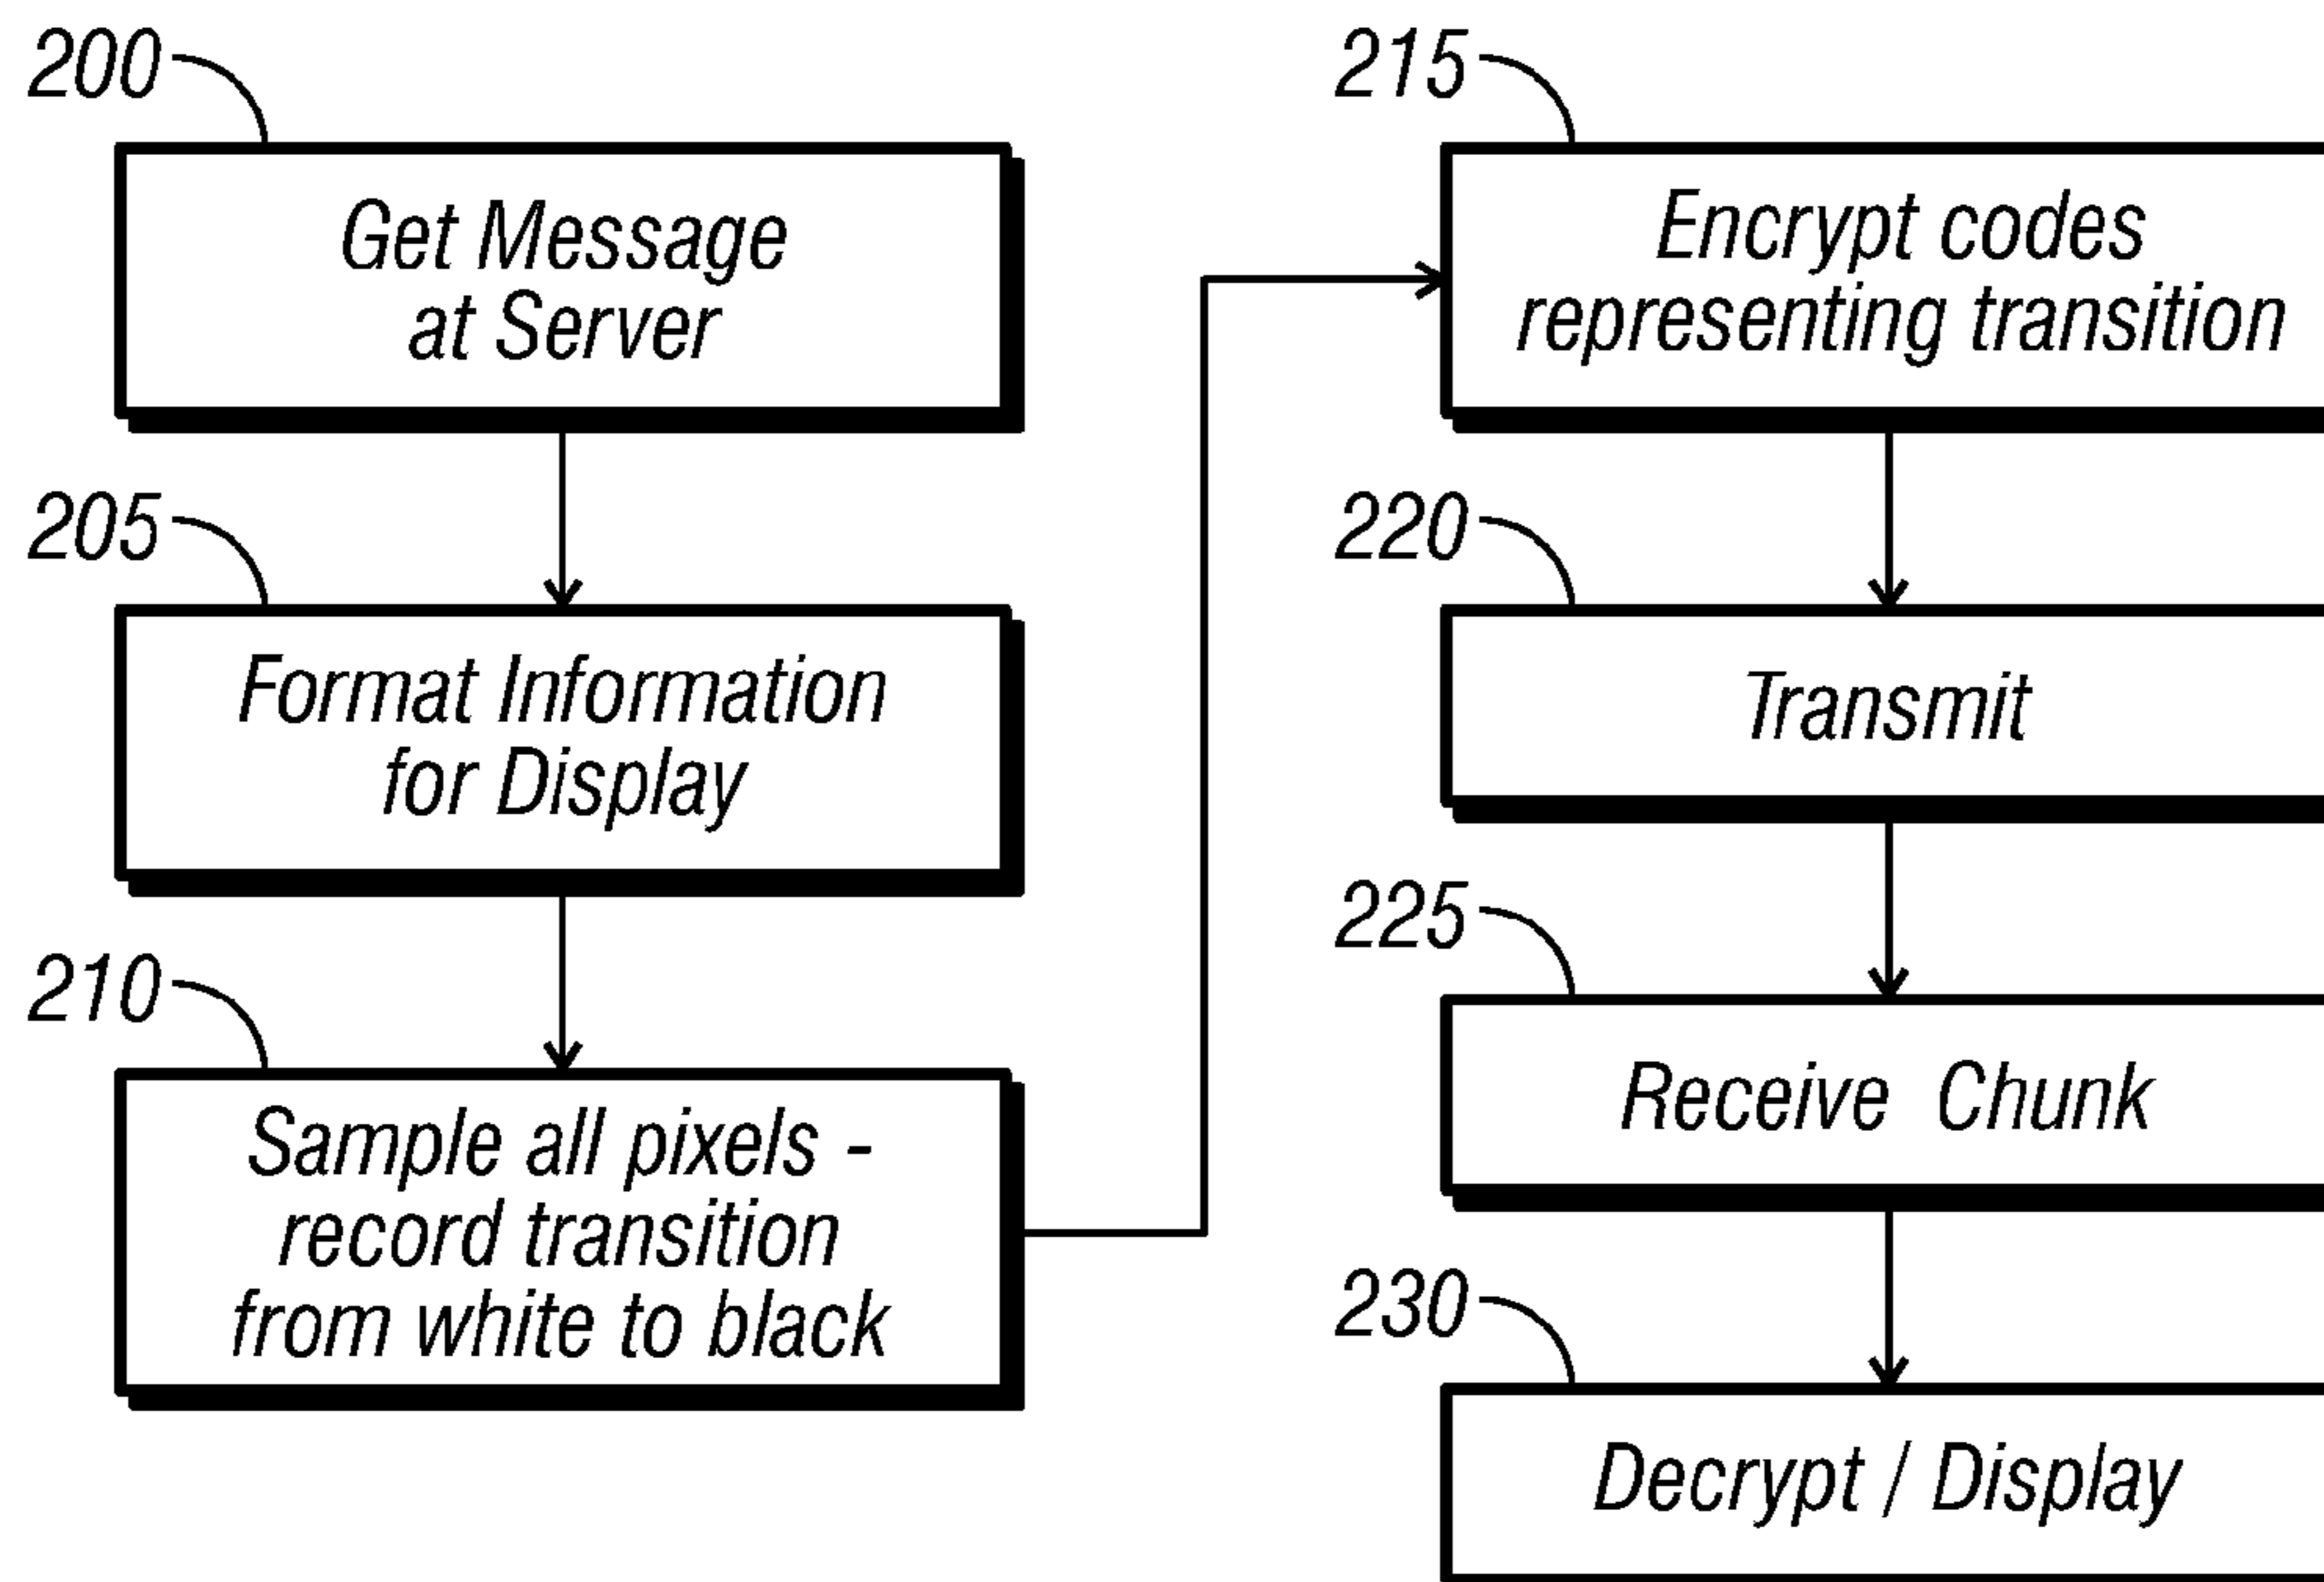 200
Get Message
at Server
205
Format Information
for Display
210
Sample all pixels -
record transition
from white to black
215
Encrypt codes
representing transition
220
Transmit
225
Receive Chunk
230
Decrypt / Display